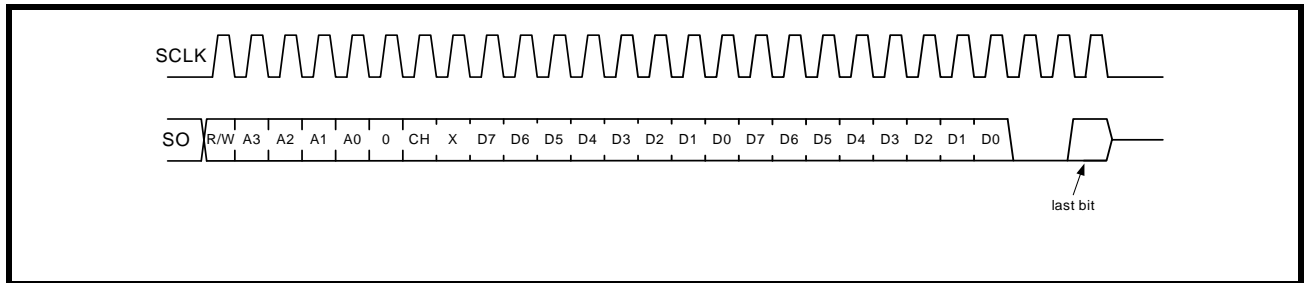 SCLK
SO R/W A3 A2 A1 A0 0 CH X D7 D6 D5 D4 D3 D2 D1 D0 D7 D6 D5 D4 D3 D2 D1 D0
last bit